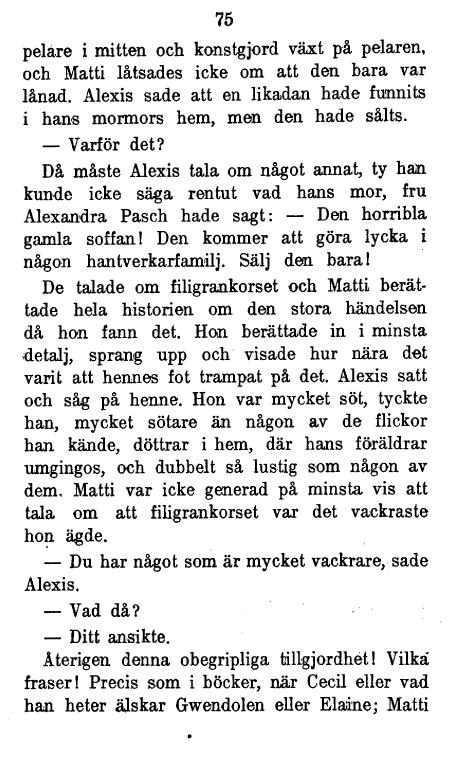 75
pelare i mitten och konstgjord växt på pelaren,
och Matti låtsades icke om att den bara var
lånad. Alexis sade att en likadan hade funnits
i hans mormors hem, men den hade sålts.
— Varför det?
Då måste Alexis tala om något annat, ty han
kunde icke säga rentut vad hans mor, fru
Alexandra Pasch hade sagt: — Den horribla
gamla soffan! Den kommer att göra lycka i
någon hantverkarfamilj. Sälj den bara!
De talade om filigrankorset och Matti berät-
tade hela historien om den stora händelsen
då hon fann det. Hon berättade in i minsta
detalj, sprang upp och visade hur nära det
varit att hennes fot trampat på det. Alexis satt
och såg på henne. Hon var mycket söt, tyckte
han, mycket sötare än någon av de flickor
han kände, döttrar i hem, där hans föräldrar
umgingos, och dubbelt så lustig som någon av
dem. Matti var icke generad på minsta vis att
tala om att filigrankorset var det vackraste
hon ägde.
— Du har något som är mycket vackrare, sade
Alexis.
— Vad då?
— Ditt ansikte.
Återigen denna obegripliga tillgjordhet! Vilka
fraser! Precis som i böcker, när Cecil eller vad
han heter älskar Gwendolen eller Elaine; Matti